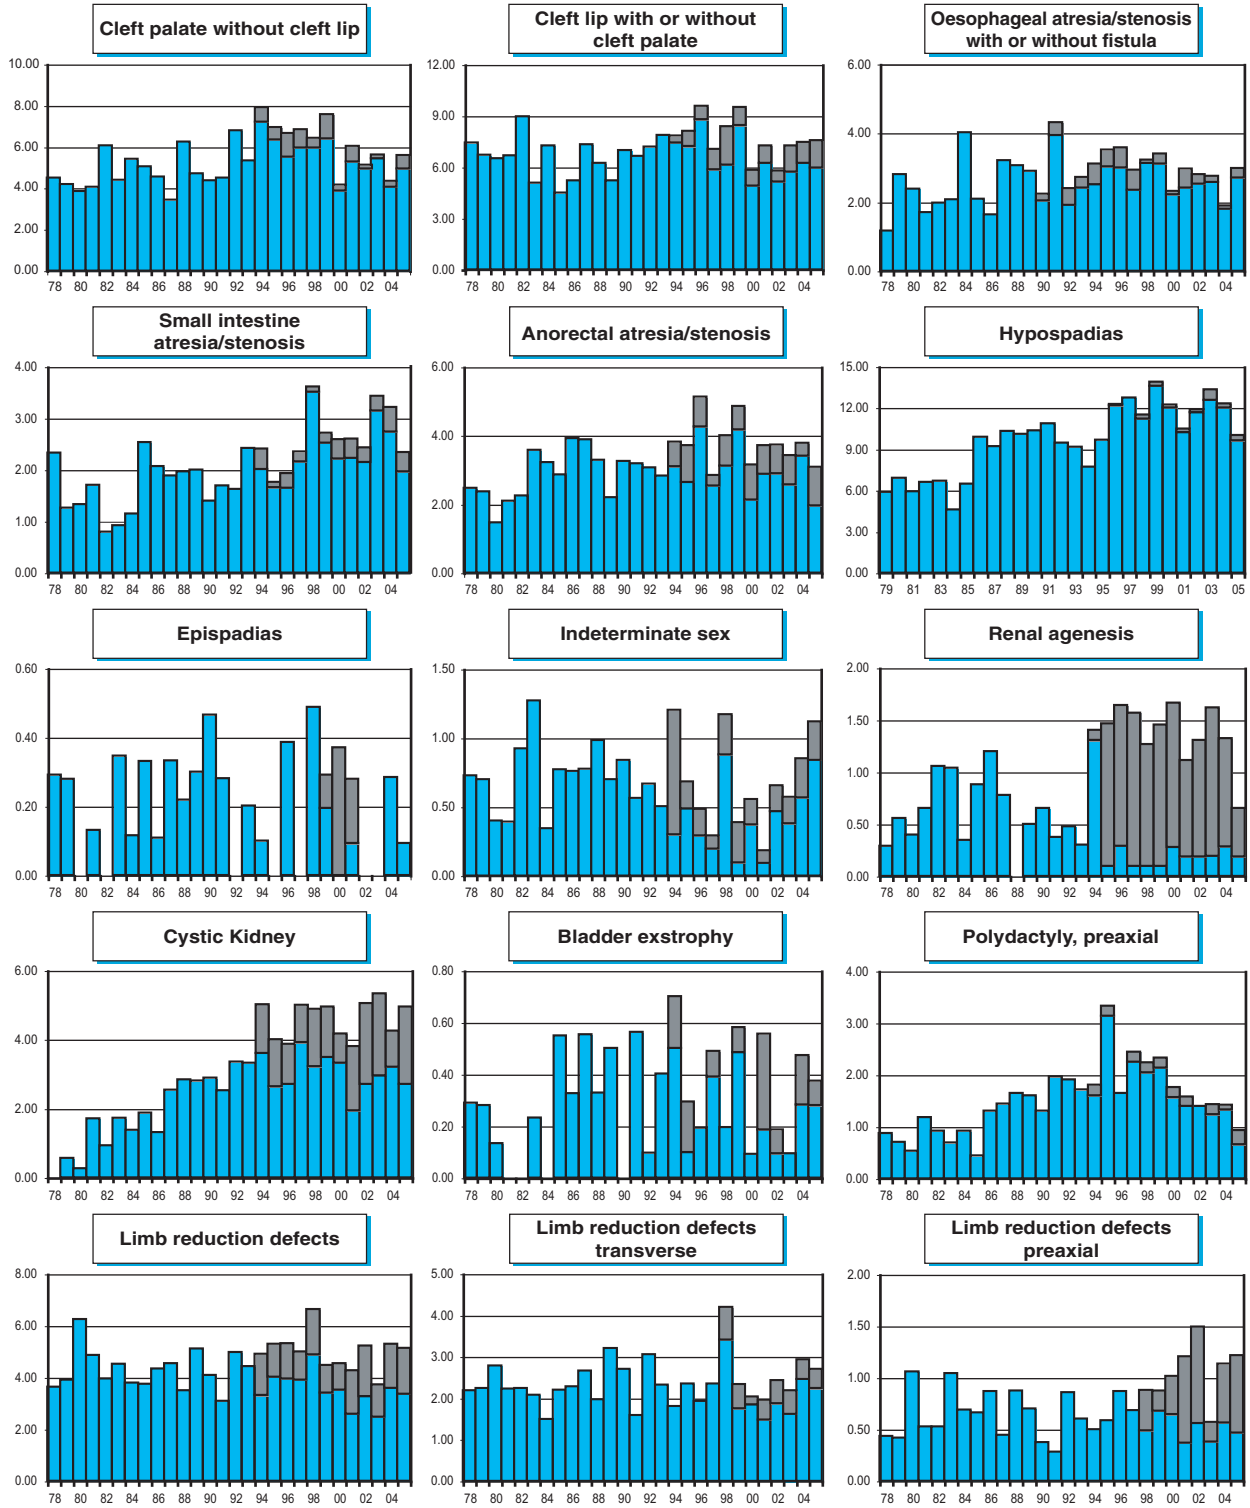 Cleft palate without cleft lip
10.00
8.00
6.00
4.00
2.00
0.00
78 80 82 84 86 88 90 92 94 96 98 00 02 04
Cleft lip with or without
cleft palate
12.00
9.00
6.00
3.00
0.00
78 80 82 84 86 88 90 92 94 96 98 00 02 04
Oesophageal atresia/stenosis
with or without fistula
6.00
4.00
2.00
0.00
78 80 82 84 86 88 90 92 94 96 98 00 02 04
Small intestine
atresia/stenosis
4.00
3.00
2.00
1.00
0.00
78 80 82 84 86 88 90 92 94 96 98 00 02 04
Anorectal atresia/stenosis
6.00
4.00
2.00
0.00
78 80 82 84 86 88 90 92 94 96 98 00 02 04
Hypospadias
15.00
12.00
9.00
6.00
3.00
0.00
79 81 83 85 87 89 91 93 95 97 99 01 03 05
Epispadias
0.60
0.40
0.20
0.00
78 80 82 84 86 88 90 92 94 96 98 00 02 04
Indeterminate sex
1.50
1.00
0.50
0.00
78 80 82 84 86 88 90 92 94 96 98 00 02 04
Renal agenesis
2.00
1.50
1.00
0.50
0.00
78 80 82 84 86 88 90 92 94 96 98 00 02 04
Cystic Kidney
6.00
4.00
2.00
0.00
78 80 82 84 86 88 90 92 94 96 98 00 02 04
Bladder exstrophy
0.80
0.60
0.40
0.20
0.00
78 80 82 84 86 88 90 92 94 96 98 00 02 04
Polydactyly, preaxial
4.00
3.00
2.00
1.00
0.00
78 80 82 84 86 88 90 92 94 96 98 00 02 04
Limb reduction defects
8.00
6.00
4.00
2.00
0.00
78 80 82 84 86 88 90 92 94 96 98 00 02 04
Limb reduction defects
transverse
5.00
4.00
3.00
2.00
1.00
0.00
78 80 82 84 86 88 90 92 94 96 98 00 02 04
Limb reduction defects
preaxial
2.00
1.50
1.00
0.50
0.00
78 80 82 84 86 88 90 92 94 96 98 00 02 04